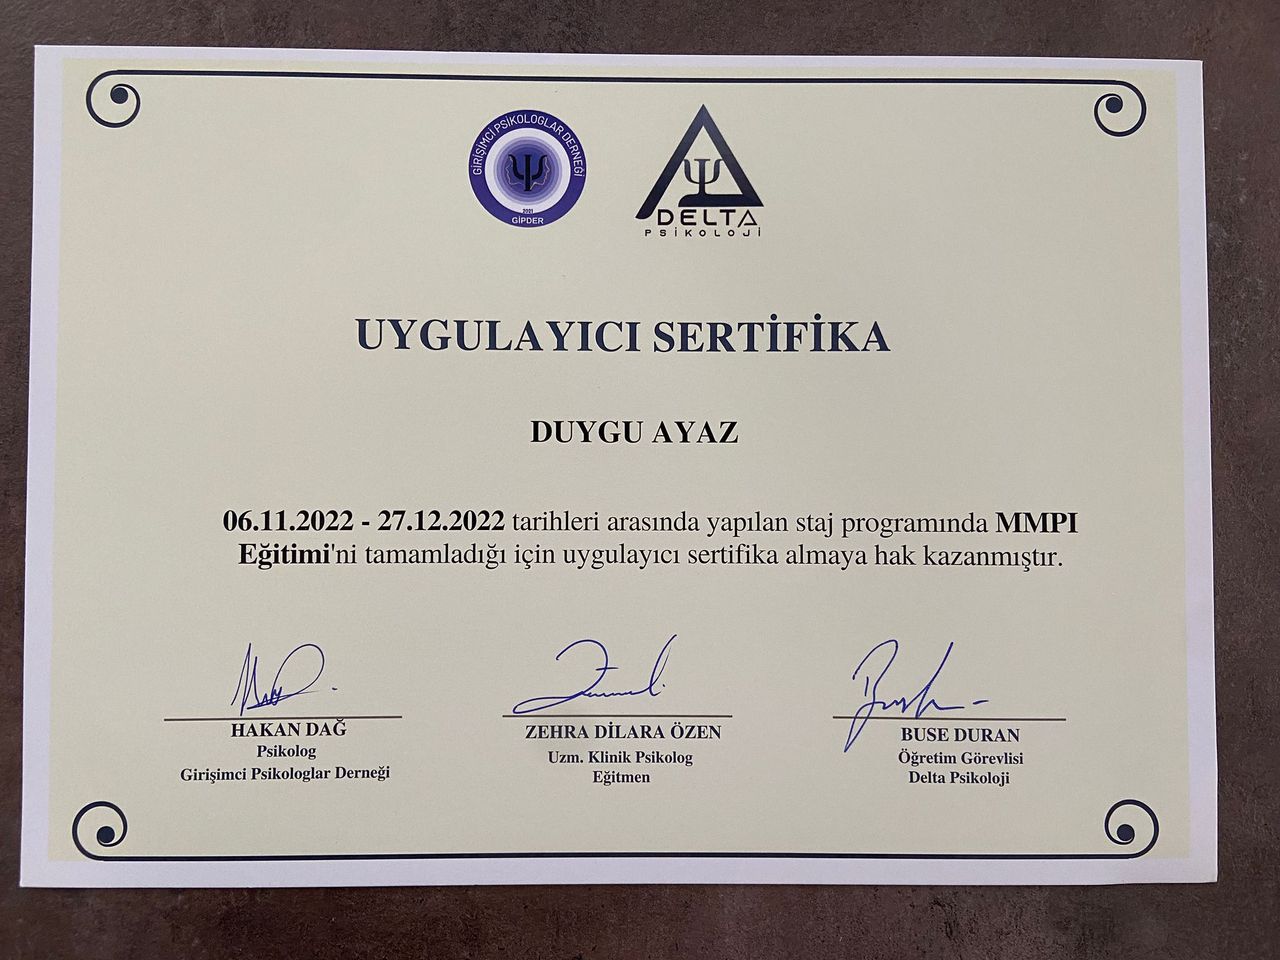 GİRİŞİMCİ PSİKOLOGLAR DERNEĞİ
2021
GİPDER
DELTA
PSİKOLOJİ
UYGULAYICI SERTİFİKA
DUYGU AYAZ
06.11.2022 - 27.12.2022 tarihleri arasında yapılan staj programında MMPI
Eğitimi'ni tamamladığı için uygulayıcı sertifika almaya hak kazanmıştır.
HAKAN DAĞ
Psikolog
Girişimci Psikologlar Derneği
ZEHRA DİLARA ÖZEN
Uzm. Klinik Psikolog
Eğitmen
BUSE DURAN
Öğretim Görevlisi
Delta Psikoloji